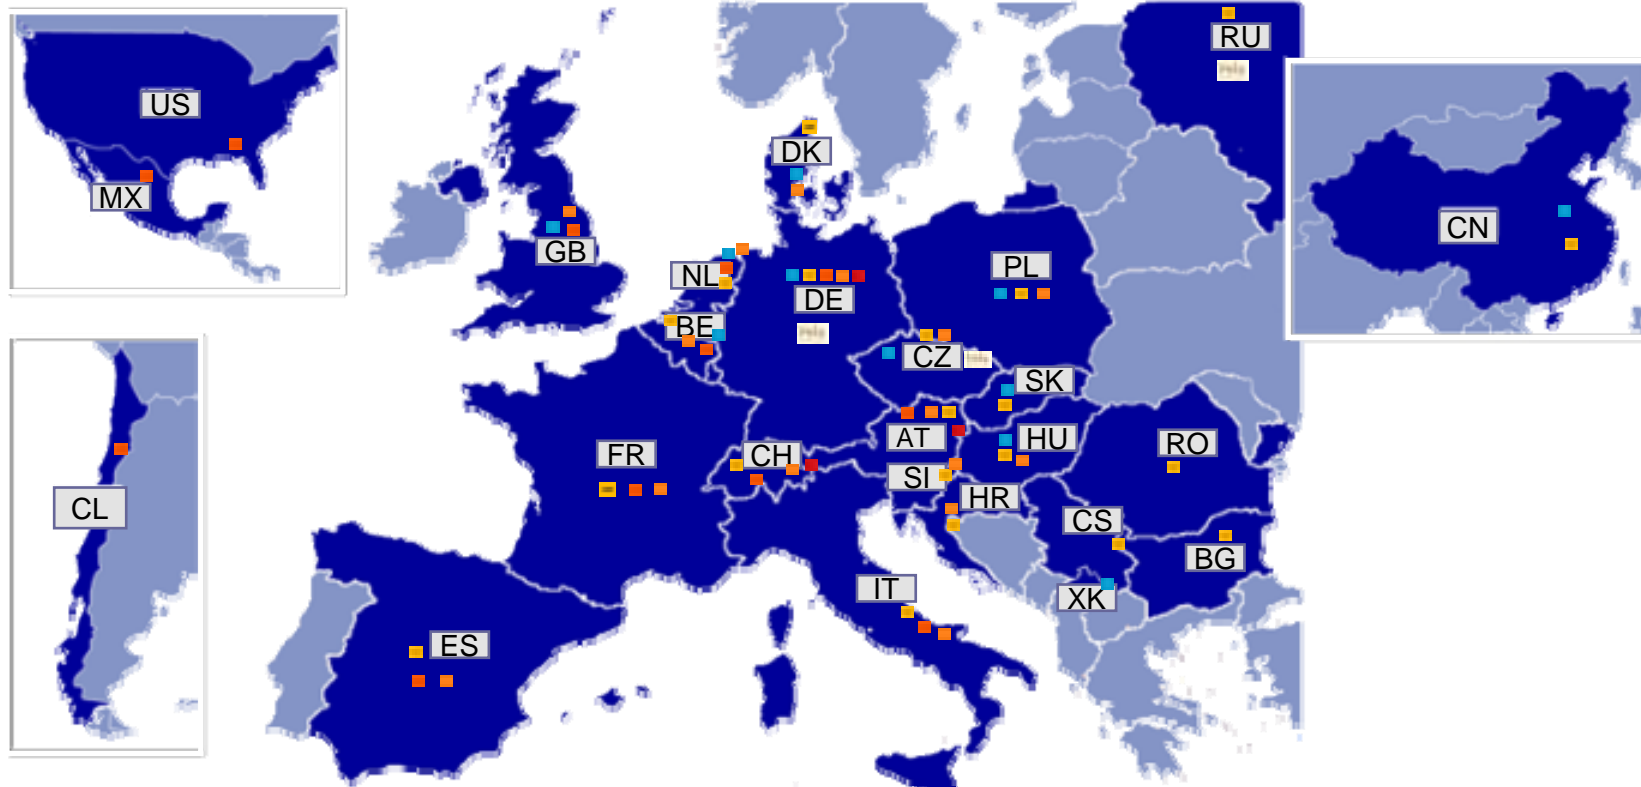 RU
US
DK
MX
CN
GB
NL
PL
DE
BE
CZ
SK
AT
HU
RO
FR
CH
SI
HR
CL
CS
BG
IT
XK
ES